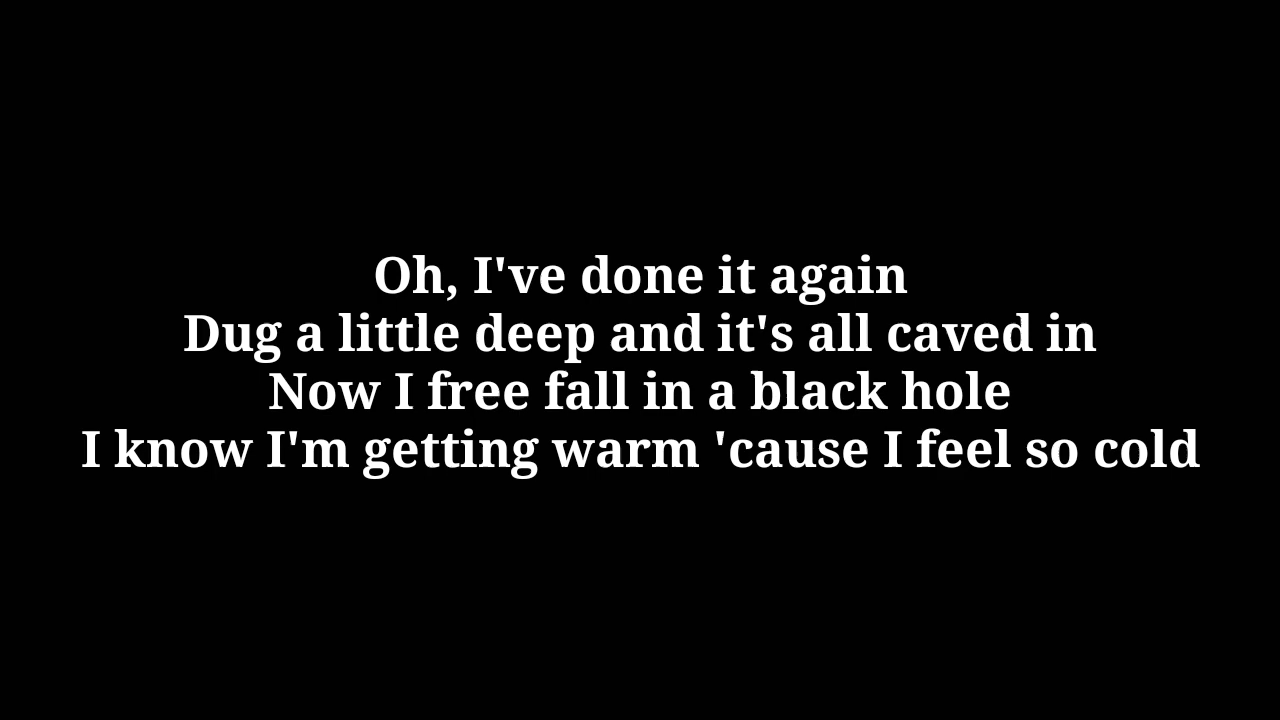 Oh, I've done it again
Dug a little deep and it's all caved in
Now I free fall in a black hole
I know I'm getting warm 'cause I feel so cold